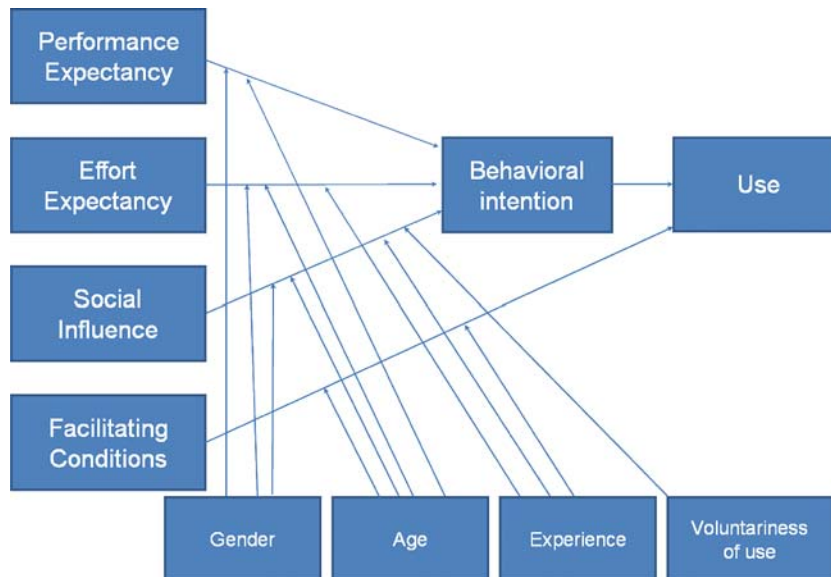 Performance
Expectancy
Effort
Expectancy
Behavioral
intention
Use
Social
Influence
Facilitating
Conditions
Gender
Age
Experience
Voluntariness
of use